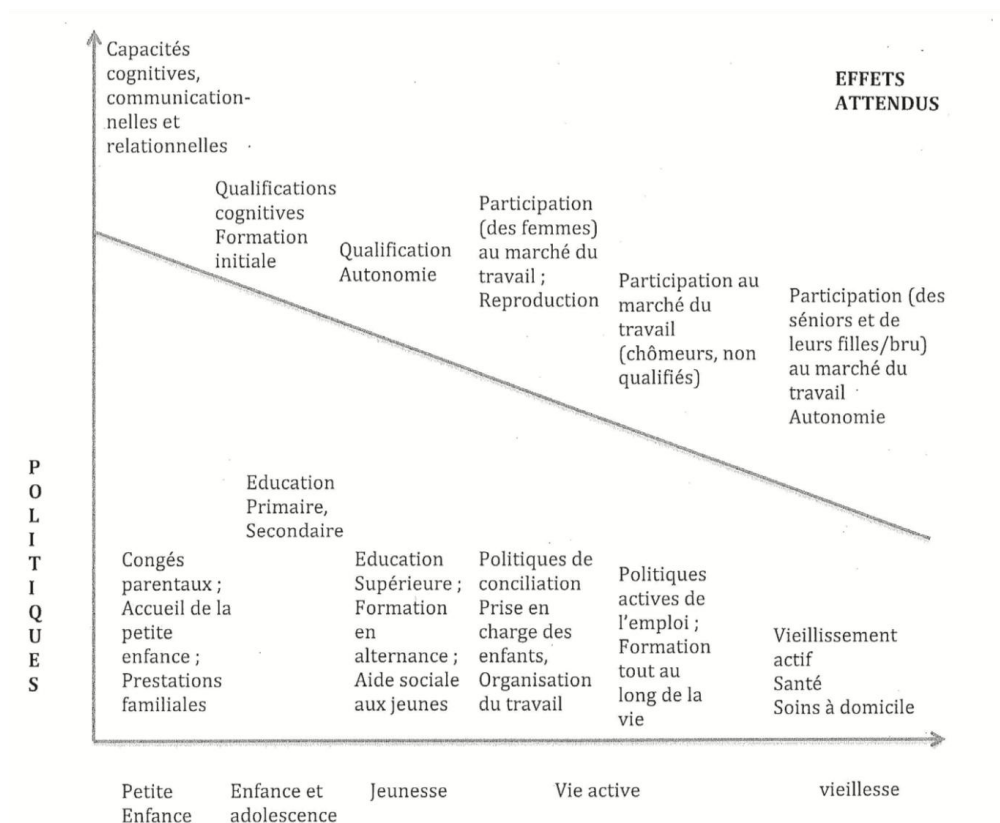 Capacités
cognitives,
communication-
nelles et
relationnelles
EFFETS
ATTENDUS
Qualifications
cognitives
Formation
initiale
Qualification
Autonomie
Participation
(des femmes)
au marché du
travail ;
Reproduction
Participation au
marché du
travail
(chômeurs, non
qualifiés)
Participation (des
séniors et de
leurs filles/bru)
au marché du
travail
Autonomie
POLITIQUES
Congés
parentaux ;
Accueil de la
petite
enfance ;
Prestations
familiales
Education
Primaire,
Secondaire
Education
Supérieure ;
Formation
en
alternance ;
Aide sociale
aux jeunes
Politiques de
conciliation
Prise en
charge des
enfants,
Organisation
du travail
Politiques
actives de
l'emploi ;
Formation
tout au
long de la
vie
Vieillissement
actif
Santé
Soins à domicile
Petite
Enfance
Enfance et
adolescence
Jeunesse
Vie active
vieillesse